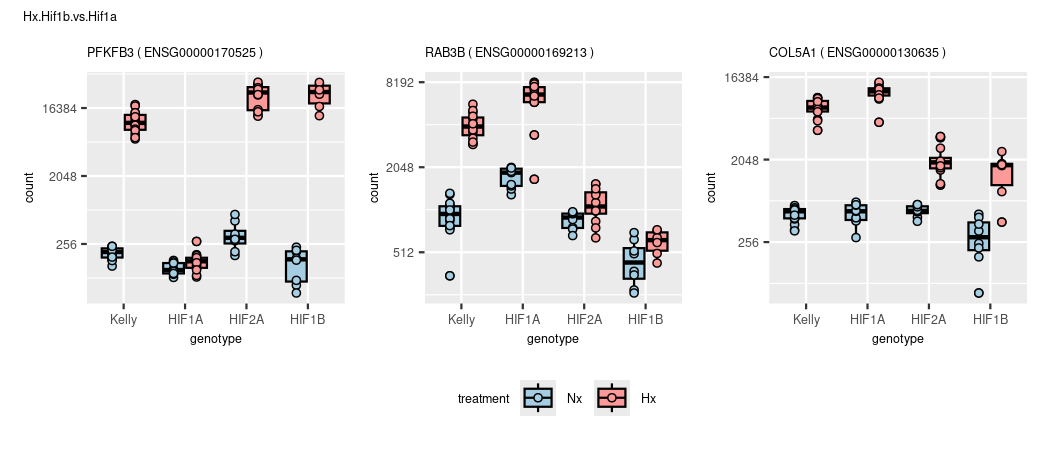 Hx.Hif1b.vs.Hif1a
PFKFB3 ( ENSG00000170525 )
16384
2048
256
count
Kelly HIF1A HIF2A HIF1B
genotype
RAB3B ( ENSG00000169213 )
8192
2048
512
count
Kelly HIF1A HIF2A HIF1B
genotype
COL5A1 ( ENSG00000130635 )
16384
2048
256
count
Kelly HIF1A HIF2A HIF1B
genotype
treatment Nx Hx